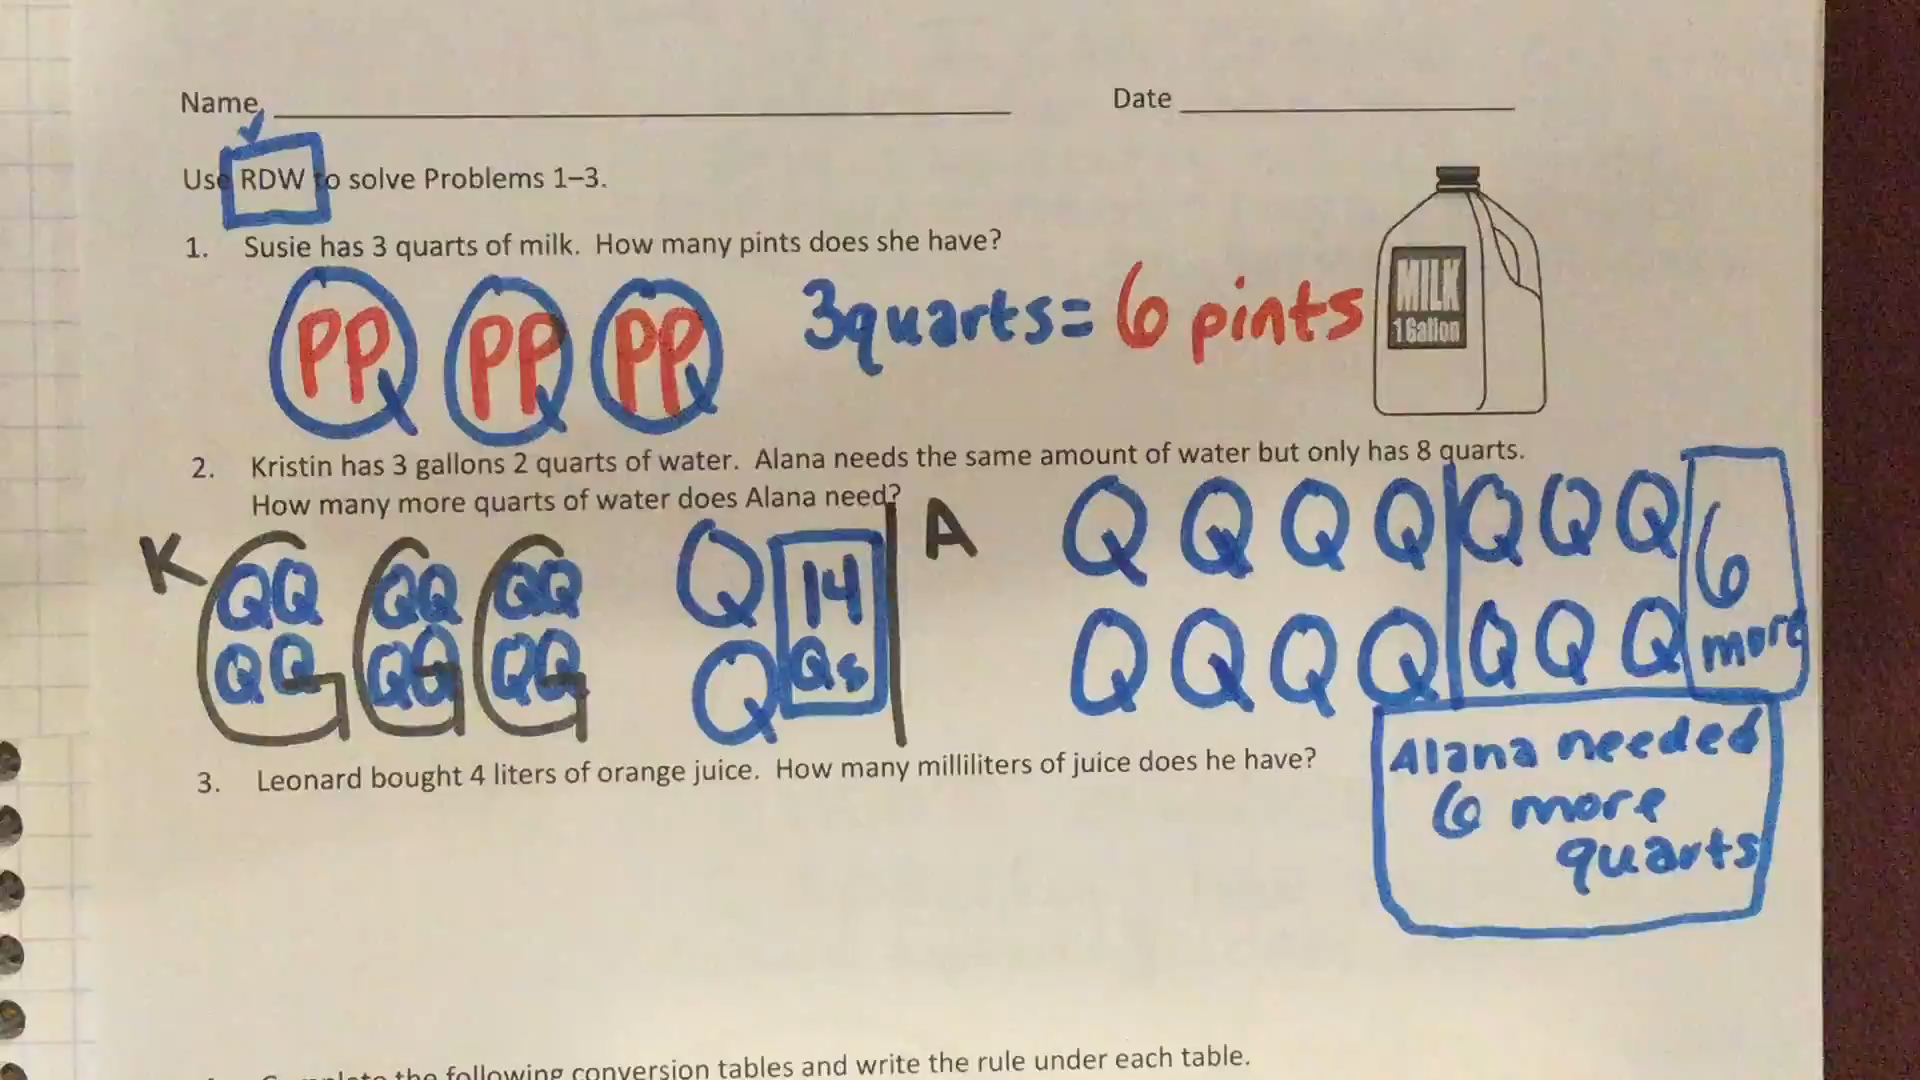 Name Date
Use RDW to solve Problems 1–3.
1. Susie has 3 quarts of milk. How many pints does she have?
PP Q PP Q PP Q 3 quarts = 6 pints
MILK
1 Gallon
2. Kristin has 3 gallons 2 quarts of water. Alana needs the same amount of water but only has 8 quarts.
How many more quarts of water does Alana need?
K QQ QQ QQ Q 14 A Q Q Q Q Q Q Q 6
QQ QQ QQ Q Qs Q Q Q Q Q Q Q more
G G G
Alana needed
6 more
quarts
3. Leonard bought 4 liters of orange juice. How many milliliters of juice does he have?
the following conversion tables and write the rule under each table.